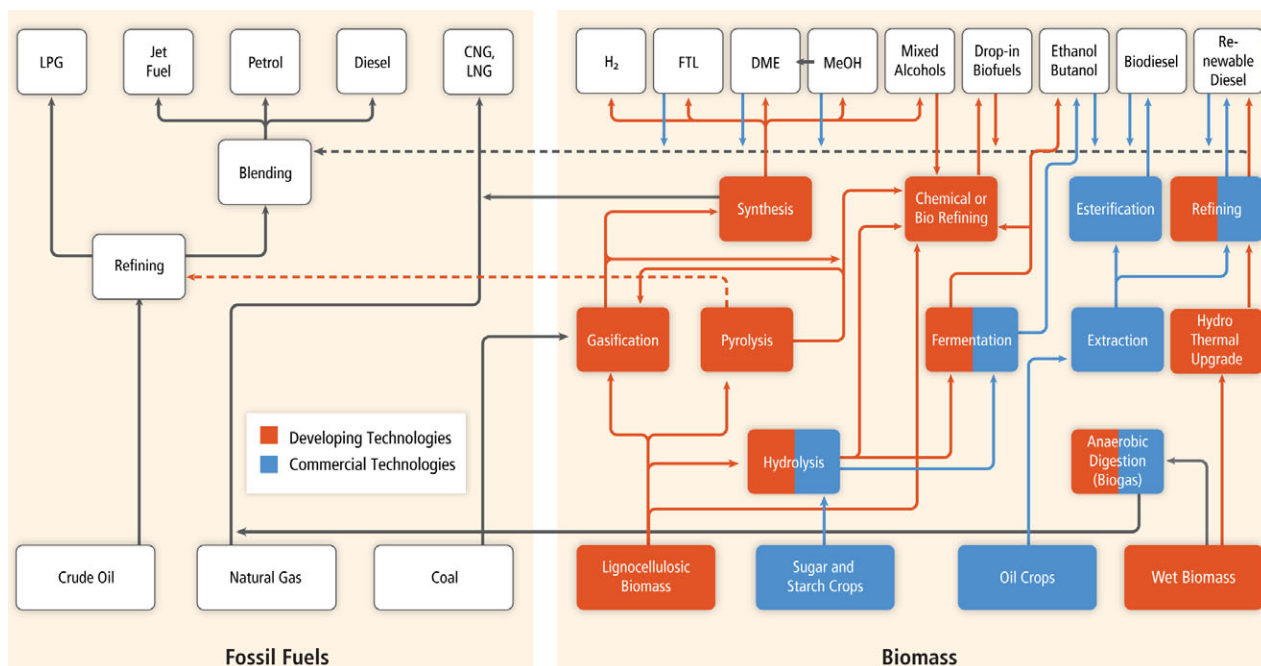 LPG
Jet
Fuel
Petrol
Diesel
CNG,
LNG
H₂
FTL
DME
MeOH
Mixed
Alcohols
Drop-in
Biofuels
Ethanol
Butanol
Biodiesel
Re-
newable
Diesel
Blending
Synthesis
Chemical or
Bio Refining
Esterification
Refining
Refining
Gasification
Pyrolysis
Fermentation
Extraction
Hydro
Thermal
Upgrade
Developing Technologies
Commercial Technologies
Hydrolysis
Anaerobic
Digestion
(Biogas)
Crude Oil
Natural Gas
Coal
Lignocellulosic
Biomass
Sugar and
Starch Crops
Oil Crops
Wet Biomass
Fossil Fuels
Biomass